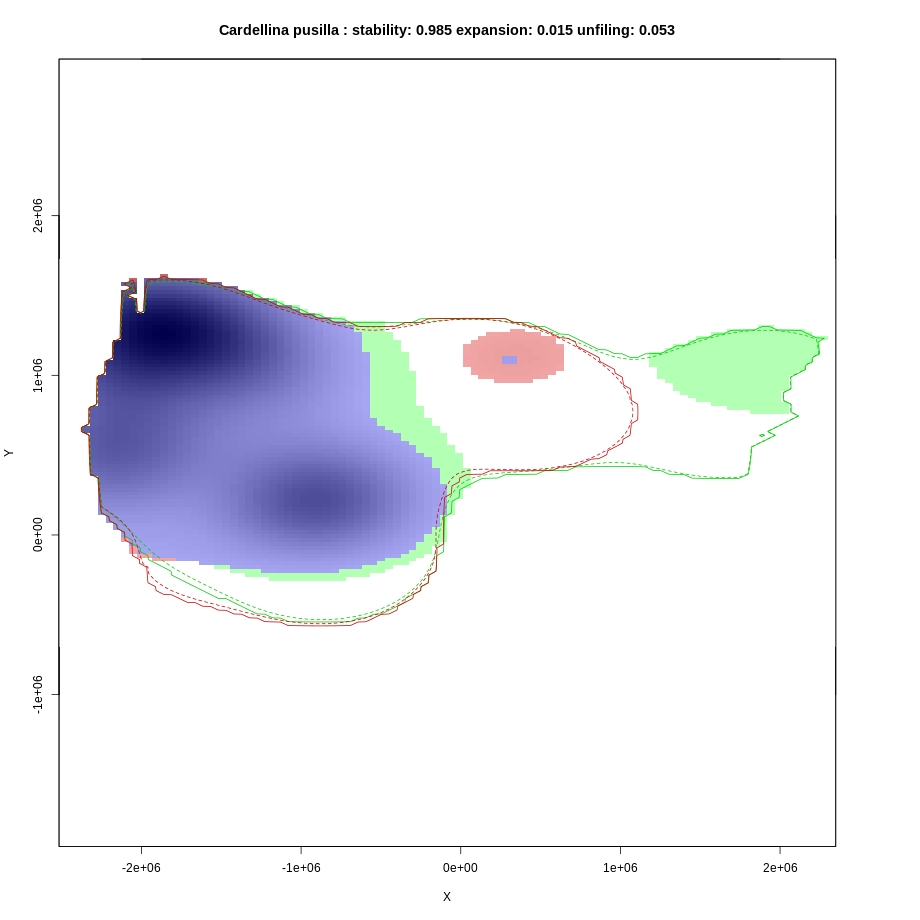 Cardellina pusilla : stability: 0.985 expansion: 0.015 unfiling: 0.053
2e+06
1e+06
0e+00
-1e+06
Y
-2e+06 -1e+06 0e+00 1e+06 2e+06
X